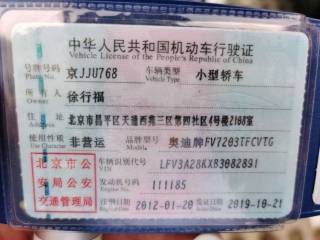 中华人民共和国机动车行驶证
Vehicle License of the People's Republic of China
号牌号码 京JJU768 车辆类型 小型轿车
Plate No. Vehicle Type
所有人 徐行福
Owner
住址 北京市昌平区天通西苑三区第四社区4号楼2168室
Address
使用性质 非营运 品牌型号 奥迪牌FV7203TFCVTG
Use Character Model
北京市公 车辆识别代号 LFV3A28KXB3082891
VIN
安局公安 发动机号码 111185
Engine No.
交通管理局 注册日期 2012-01-20 发证日期 2019-10-21